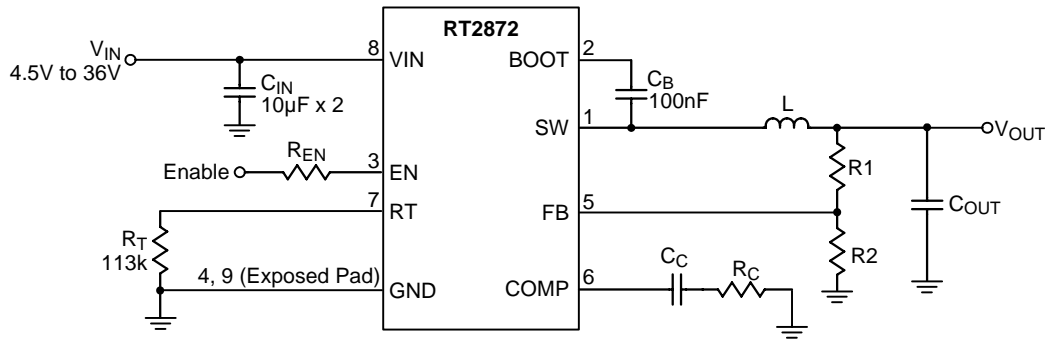 RT2872
V_IN
4.5V to 36V
8
VIN
C_IN
10µF x 2
BOOT
2
C_B
100nF
SW
1
L
V_OUT
R_EN
Enable
3
EN
R1
7
RT
FB
5
C_OUT
R_T
113k
R2
4, 9 (Exposed Pad)
GND
COMP
6
C_C
R_C